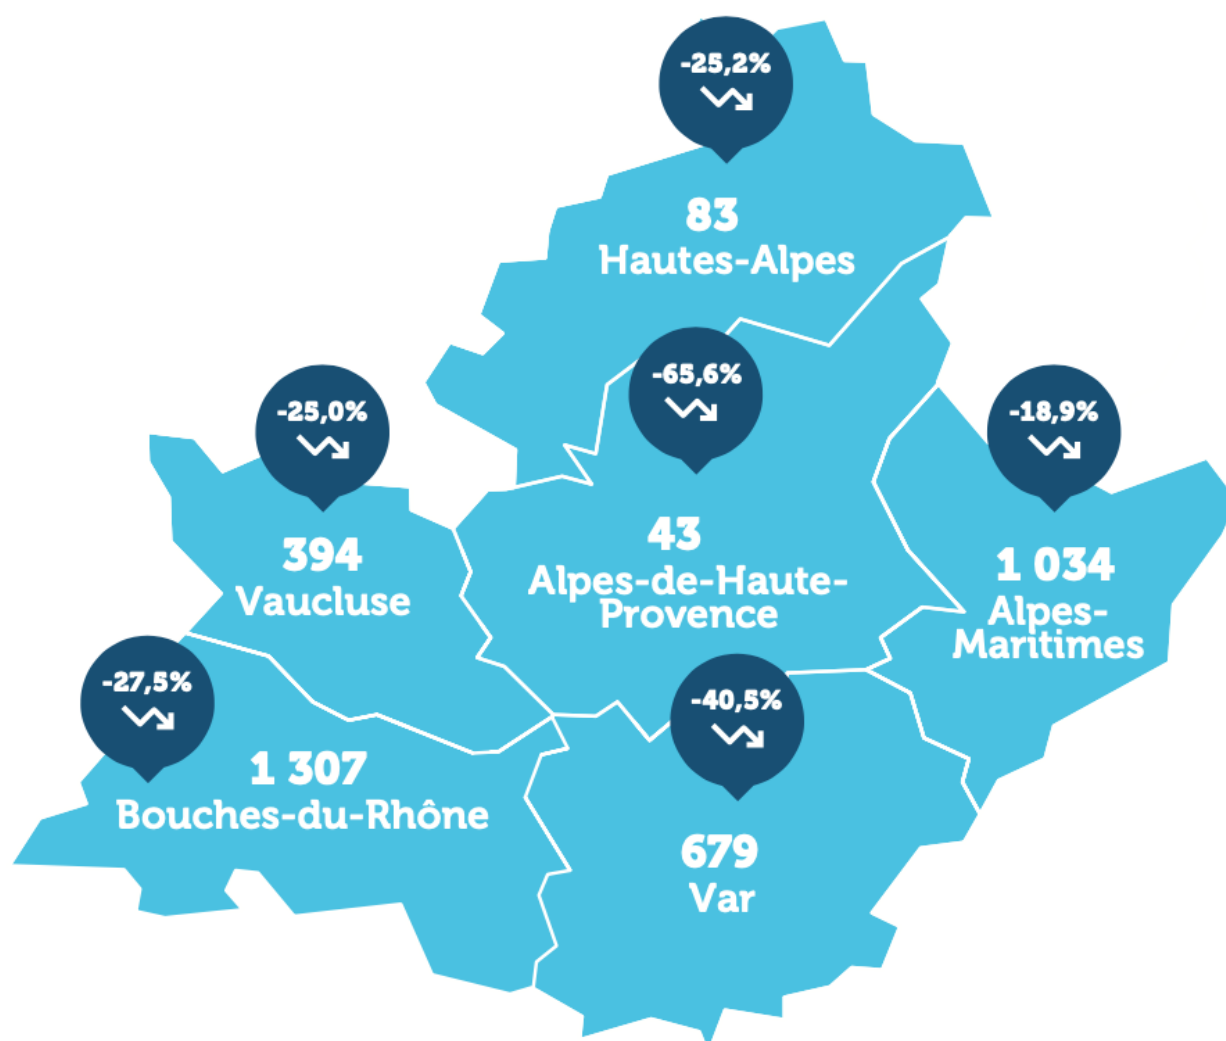 -25,2%
83
Hautes-Alpes
-65,6%
43
Alpes-de-Haute-
Provence
-25,0%
394
Vaucluse
-18,9%
1 034
Alpes-
Maritimes
-27,5%
1 307
Bouches-du-Rhône
-40,5%
679
Var